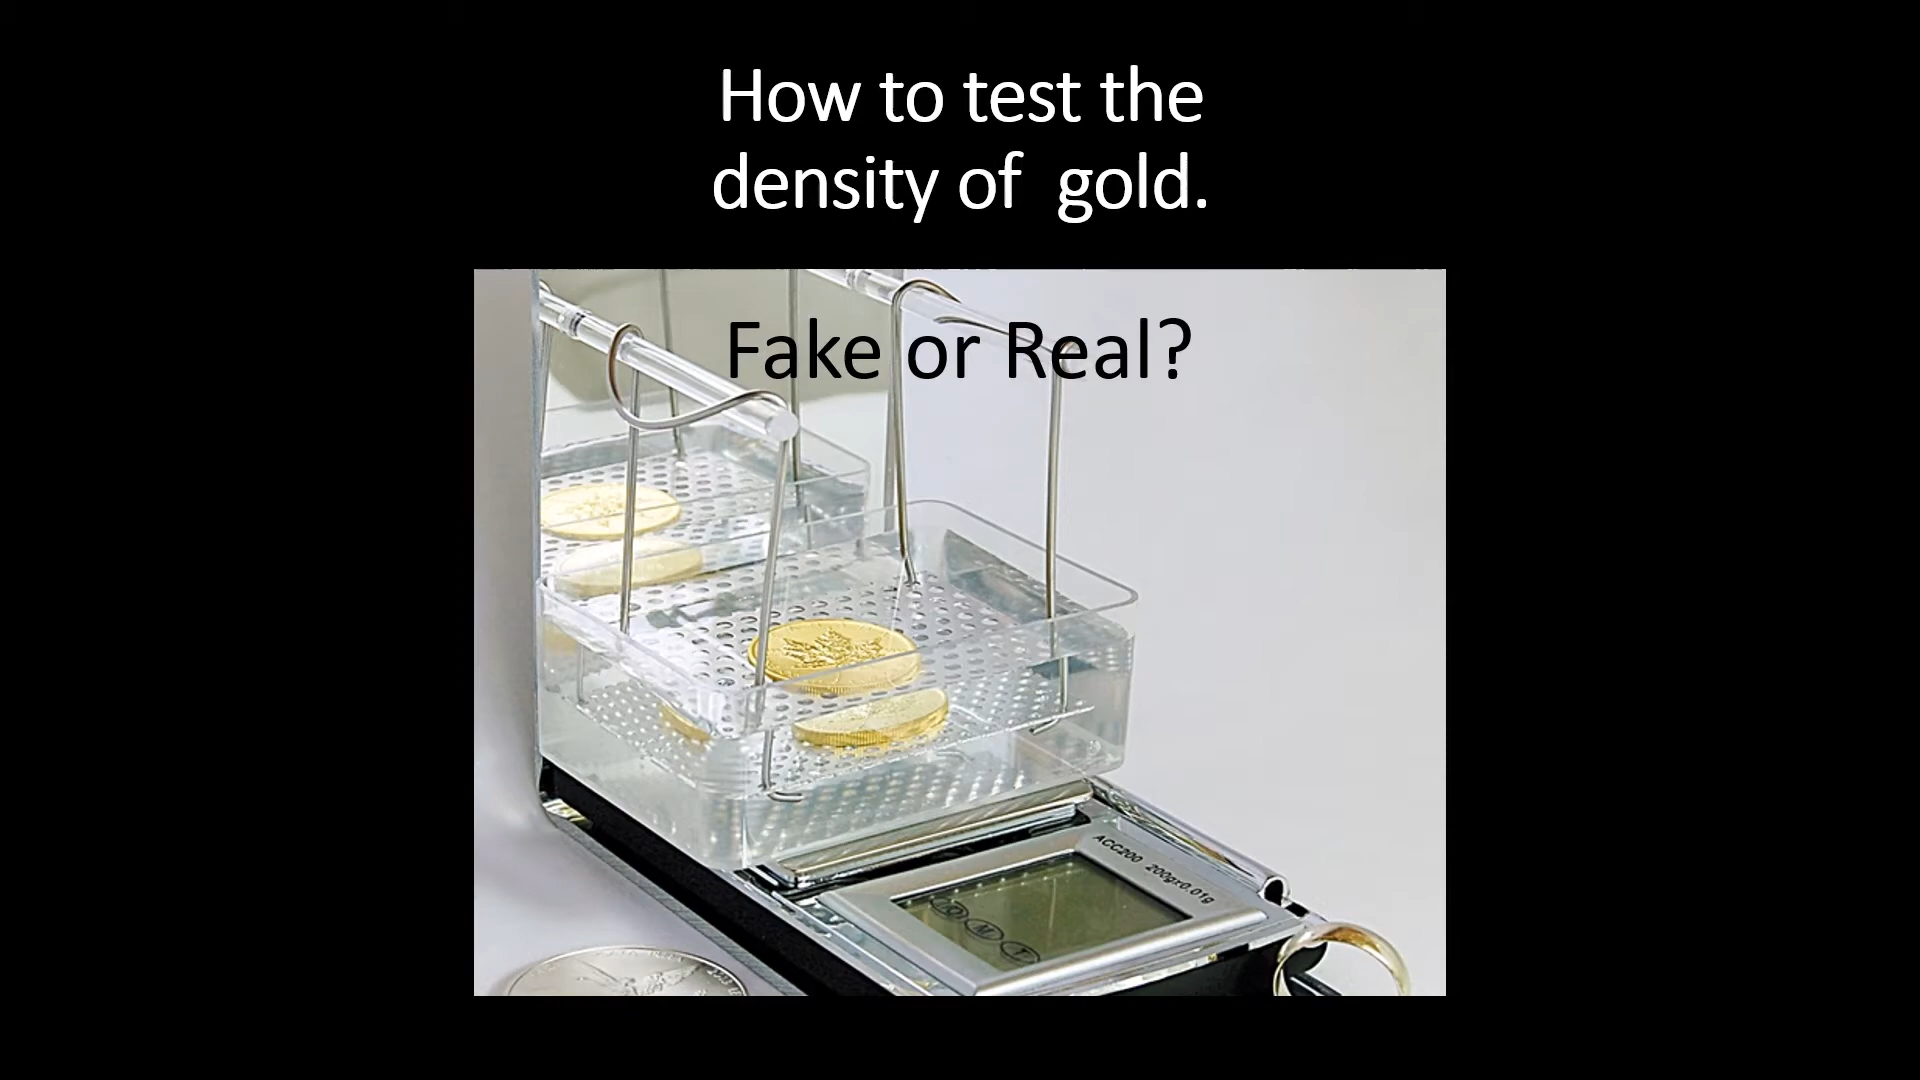 How to test the
density of  gold.
Fake or Real?
ACC200 200gx0.01g
M
T